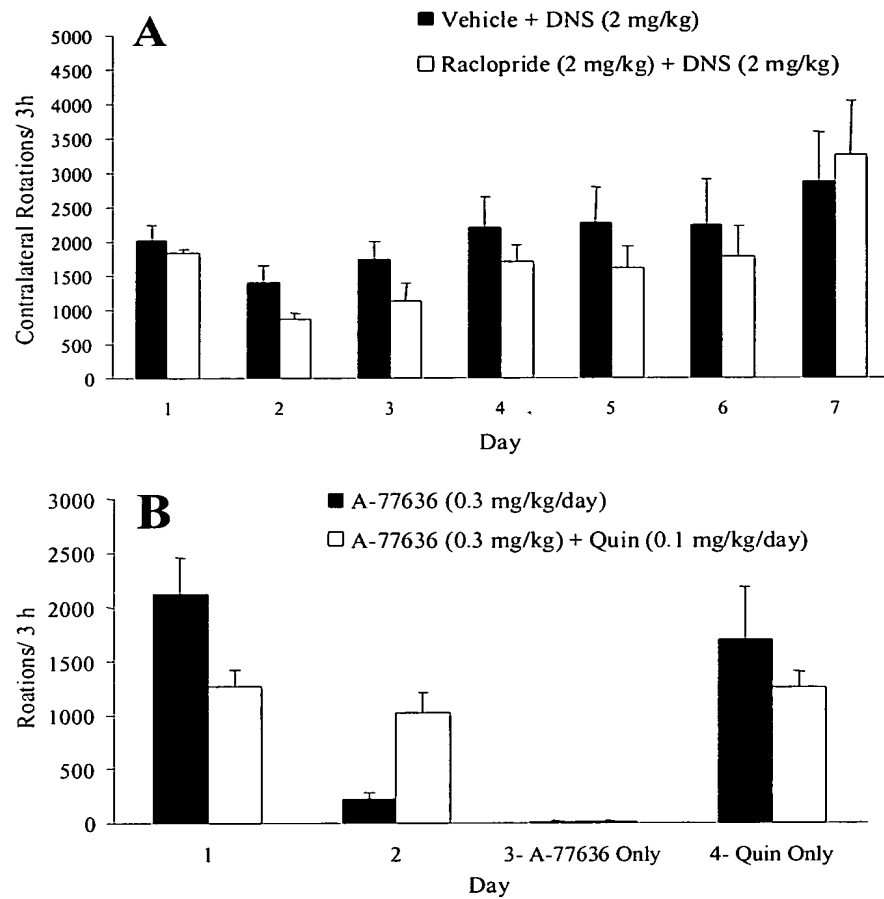 A
Vehicle + DNS (2 mg/kg)
Raclopride (2 mg/kg) + DNS (2 mg/kg)
5000
4500
4000
3500
3000
2500
2000
1500
1000
500
0
Contralateral Rotations/ 3h
1 2 3 4 5 6 7
Day
B
A-77636 (0.3 mg/kg/day)
A-77636 (0.3 mg/kg) + Quin (0.1 mg/kg/day)
3000
2500
2000
1500
1000
500
0
Roations/ 3 h
1 2 3- A-77636 Only 4- Quin Only
Day